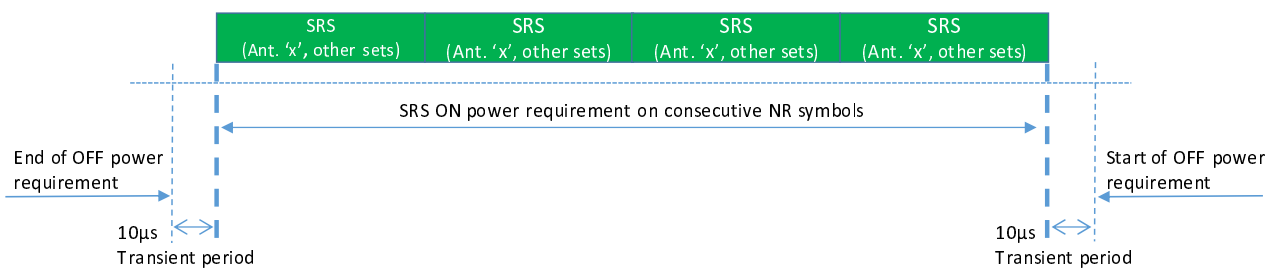 SRS
(Ant. ‘x’, other sets)
SRS
(Ant. ‘x’, other sets)
SRS
(Ant. ‘x’, other sets)
SRS
(Ant. ‘x’, other sets)
SRS ON power requirement on consecutive NR symbols
End of OFF power
requirement
Start of OFF power
requirement
10µs
Transient period
10µs
Transient period